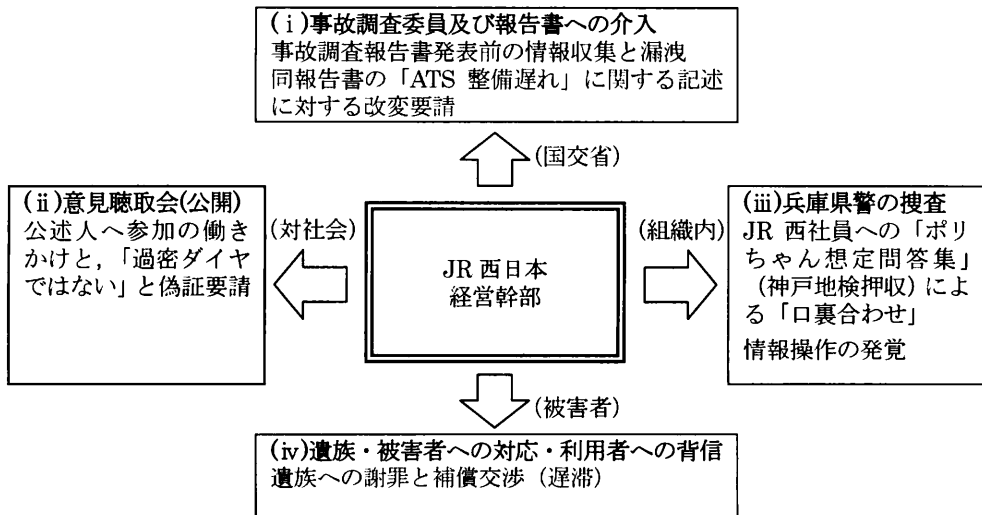 (ⅰ)事故調査委員及び報告書への介入
事故調査報告書発表前の情報収集と漏洩
同報告書の「ATS 整備遅れ」に関する記述
に対する改変要請
(国交省)
(ⅱ)意見聴取会(公開)
公述人へ参加の働き
かけと,「過密ダイヤ
ではない」と偽証要請
(対社会)
JR 西日本
経営幹部
(組織内)
(ⅲ)兵庫県警の捜査
JR 西社員への「ポリ
ちゃん想定問答集」
(神戸地検押収)によ
る「口裏合わせ」
情報操作の発覚
(被害者)
(ⅳ)遺族・被害者への対応・利用者への背信
遺族への謝罪と補償交渉(遅滞)